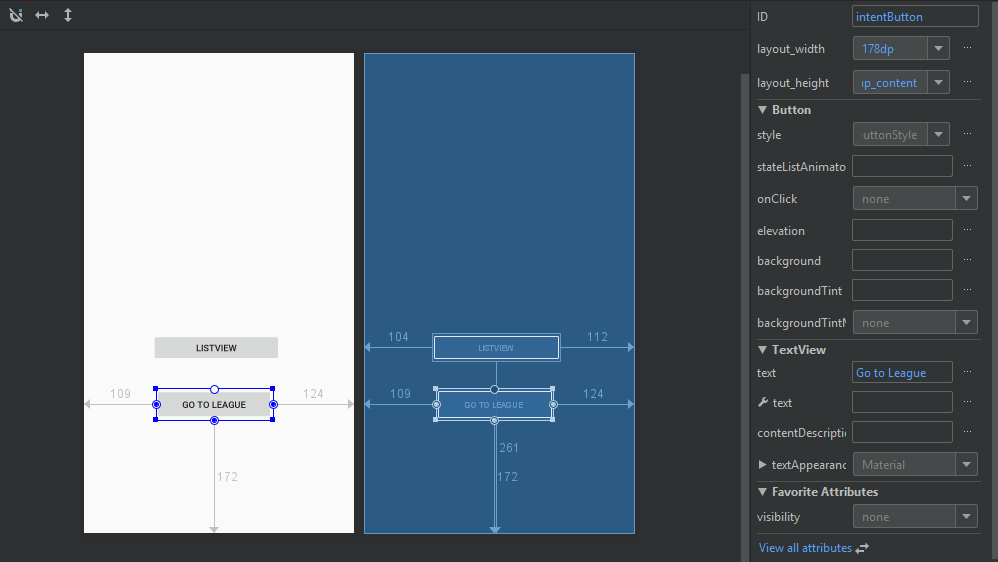 ID
intentButton
layout_width
178dp
layout_height
ıp_content
Button
style
uttonStyle
stateListAnimato
onClick
none
elevation
background
backgroundTint
backgroundTintM
none
TextView
text
Go to League
text
contentDescripti
textAppearanc
Material
Favorite Attributes
visibility
none
View all attributes
LISTVIEW
109
GO TO LEAGUE
124
172
104
LISTVIEW
112
109
GO TO LEAGUE
124
261
172